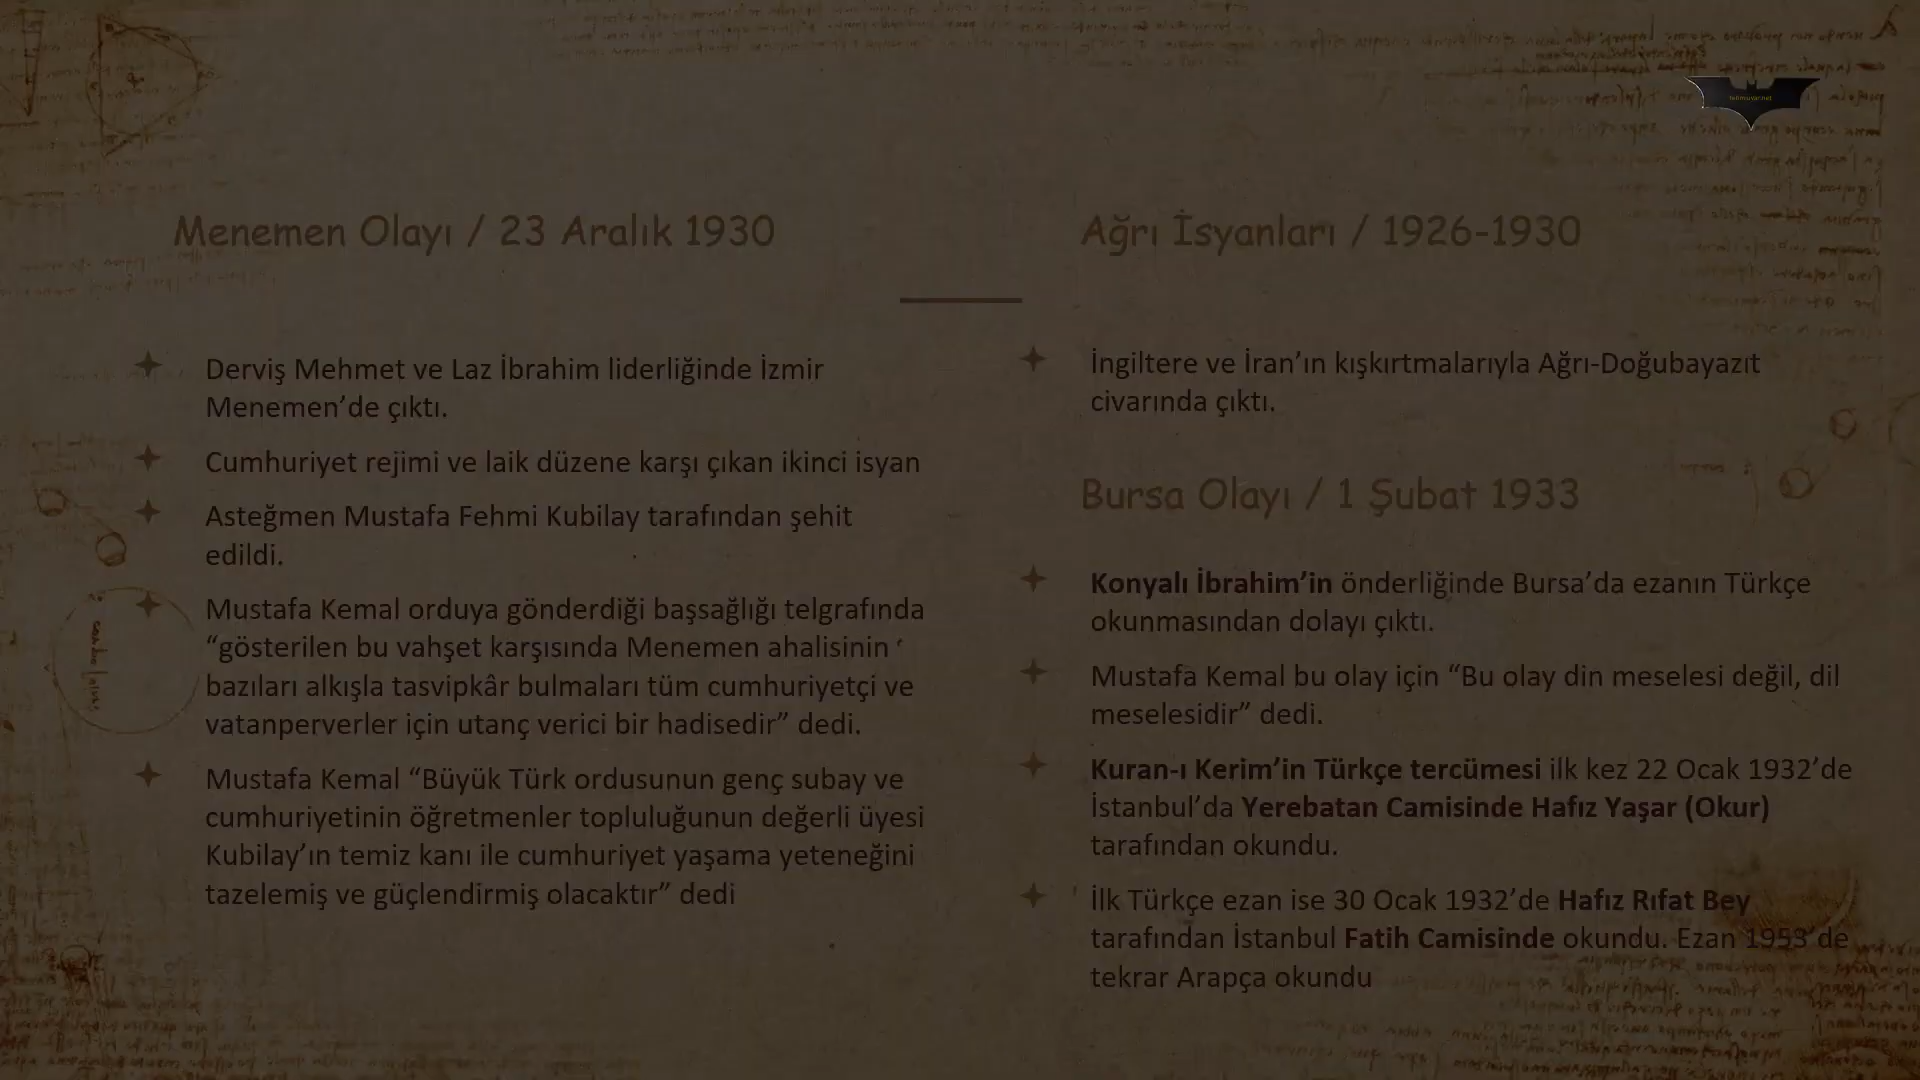 Menemen Olayı / 23 Aralık 1930
Derviş Mehmet ve Laz İbrahim liderliğinde İzmir
Menemen’de çıktı.
Cumhuriyet rejimi ve laik düzene karşı çıkan ikinci isyan
Asteğmen Mustafa Fehmi Kubilay tarafından şehit
edildi.
Mustafa Kemal orduya gönderdiği başsağlığı telgrafında
“gösterilen bu vahşet karşısında Menemen ahalisinin
bazıları alkışla tasvipkâr bulmaları tüm cumhuriyetçi ve
vatanperverler için utanç verici bir hadisedir” dedi.
Mustafa Kemal “Büyük Türk ordusunun genç subay ve
cumhuriyetinin öğretmenler topluluğunun değerli üyesi
Kubilay’ın temiz kanı ile cumhuriyet yaşama yeteneğini
tazelemiş ve güçlendirmiş olacaktır” dedi
Ağrı İsyanları / 1926-1930
İngiltere ve İran’ın kışkırtmalarıyla Ağrı-Doğubayazıt
civarında çıktı.
Bursa Olayı / 1 Şubat 1933
Konyalı İbrahim’in önderliğinde Bursa’da ezanın Türkçe
okunmasından dolayı çıktı.
Mustafa Kemal bu olay için “Bu olay din meselesi değil, dil
meselesidir” dedi.
Kuran-ı Kerim’in Türkçe tercümesi ilk kez 22 Ocak 1932’de
İstanbul’da Yerebatan Camisinde Hafız Yaşar (Okur)
tarafından okundu.
İlk Türkçe ezan ise 30 Ocak 1932’de Hafız Rıfat Bey
tarafından İstanbul Fatih Camisinde okundu. Ezan 1953’de
tekrar Arapça okundu